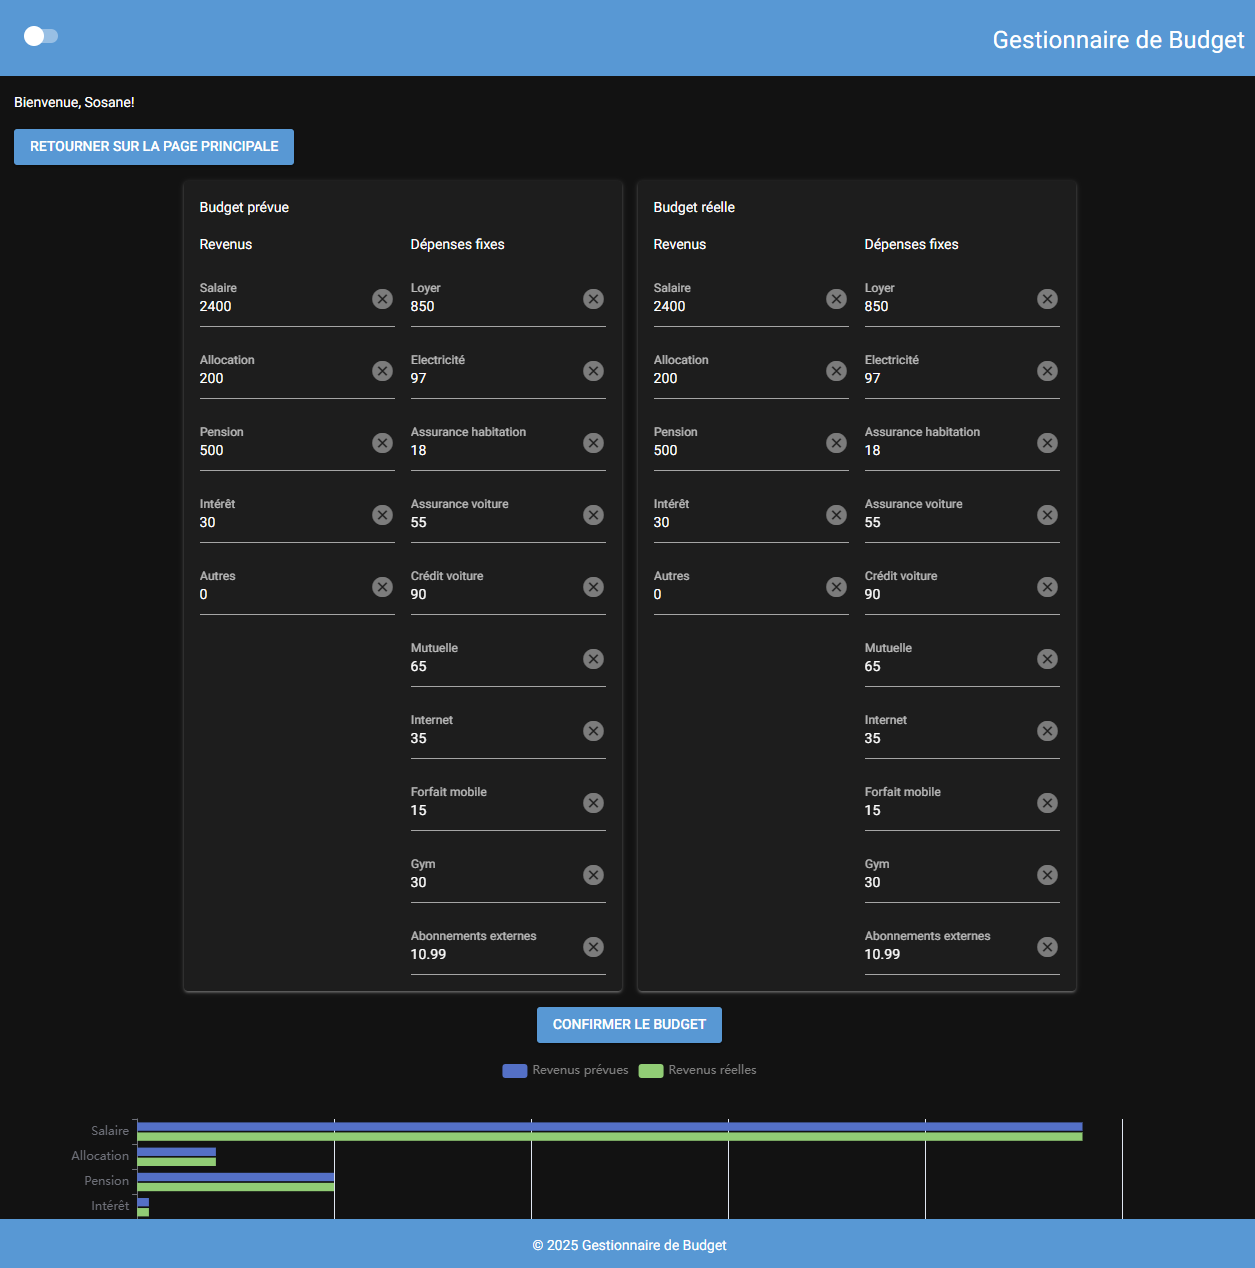 Gestionnaire de Budget
Bienvenue, Sosane!
RETOURNER SUR LA PAGE PRINCIPALE
Budget prévue
Revenus
Salaire
2400
Allocation
200
Pension
500
Intérêt
30
Autres
0
Dépenses fixes
Loyer
850
Electricité
97
Assurance habitation
18
Assurance voiture
55
Crédit voiture
90
Mutuelle
65
Internet
35
Forfait mobile
15
Gym
30
Abonnements externes
10.99
Budget réelle
Revenus
Salaire
2400
Allocation
200
Pension
500
Intérêt
30
Autres
0
Dépenses fixes
Loyer
850
Electricité
97
Assurance habitation
18
Assurance voiture
55
Crédit voiture
90
Mutuelle
65
Internet
35
Forfait mobile
15
Gym
30
Abonnements externes
10.99
CONFIRMER LE BUDGET
Revenus prévues
Revenus réelles
Salaire
Allocation
Pension
Intérêt
© 2025 Gestionnaire de Budget